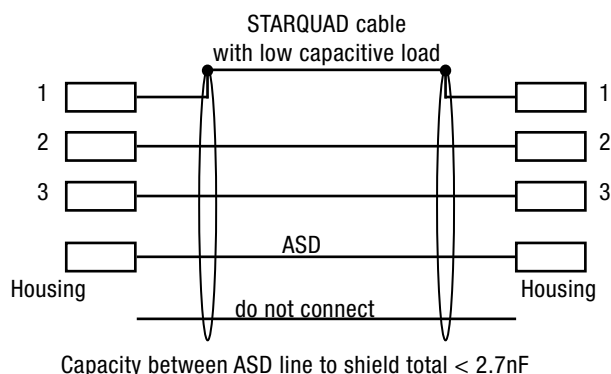 STARQUAD cable
with low capacitive load
1 1
2 2
3 3
ASD
Housing Housing
do not connect
Capacity between ASD line to shield total < 2.7nF